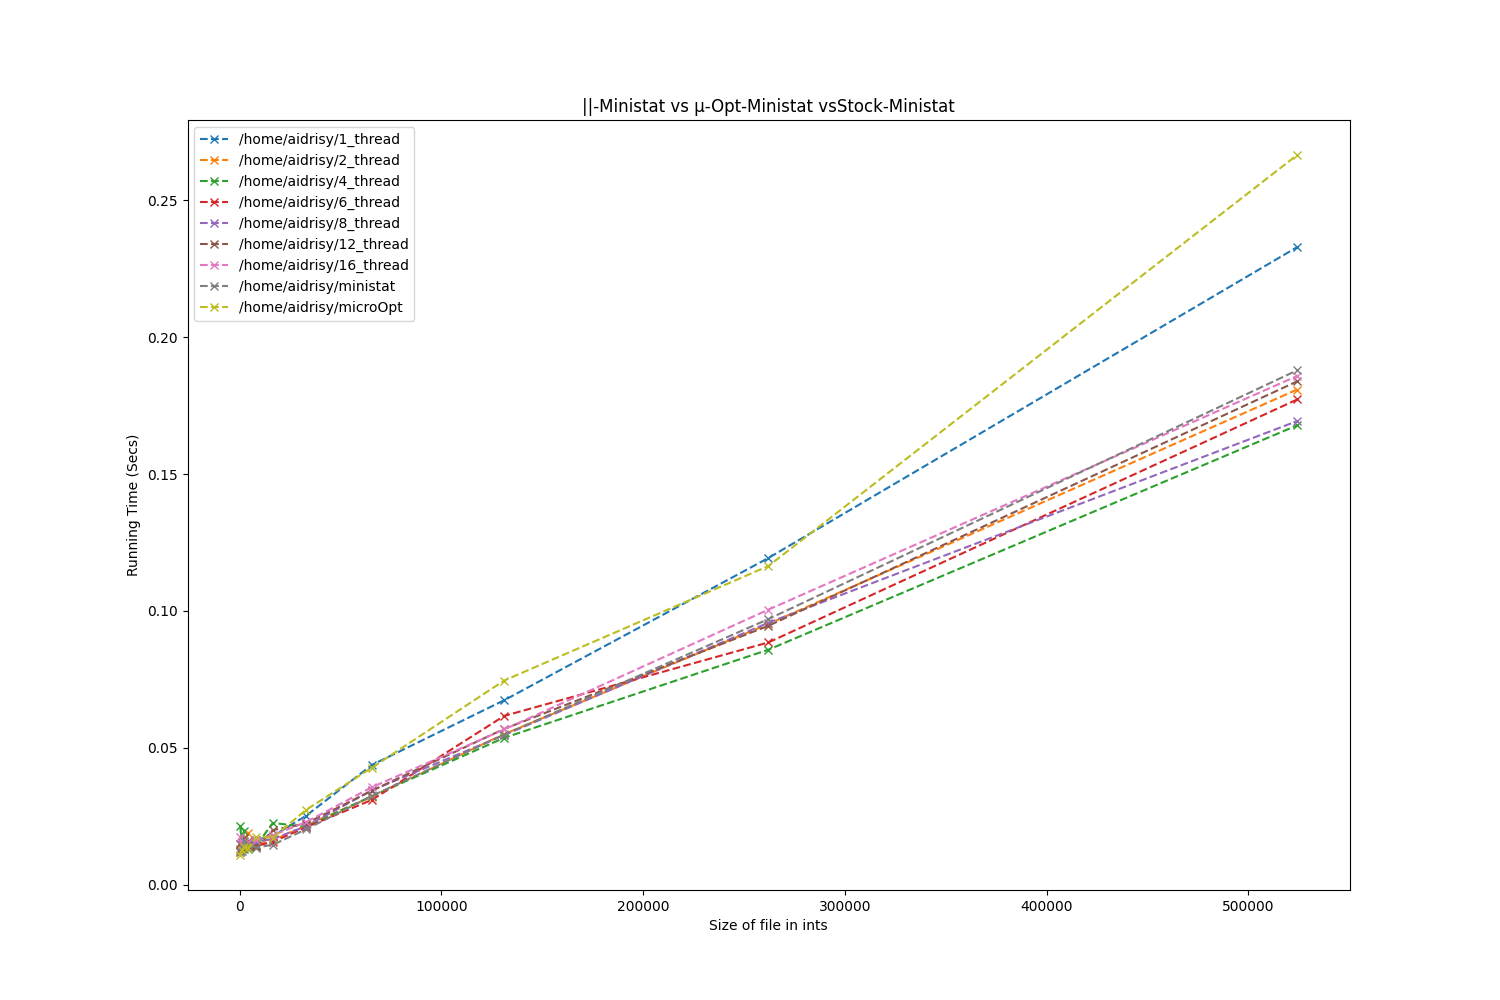 ||-Ministat vs μ-Opt-Ministat vsStock-Ministat
/home/aidrisy/1_thread
/home/aidrisy/2_thread
/home/aidrisy/4_thread
/home/aidrisy/6_thread
/home/aidrisy/8_thread
/home/aidrisy/12_thread
/home/aidrisy/16_thread
/home/aidrisy/ministat
/home/aidrisy/microOpt
0.25
0.20
0.15
0.10
0.05
0.00
Running Time (Secs)
0 100000 200000 300000 400000 500000
Size of file in ints